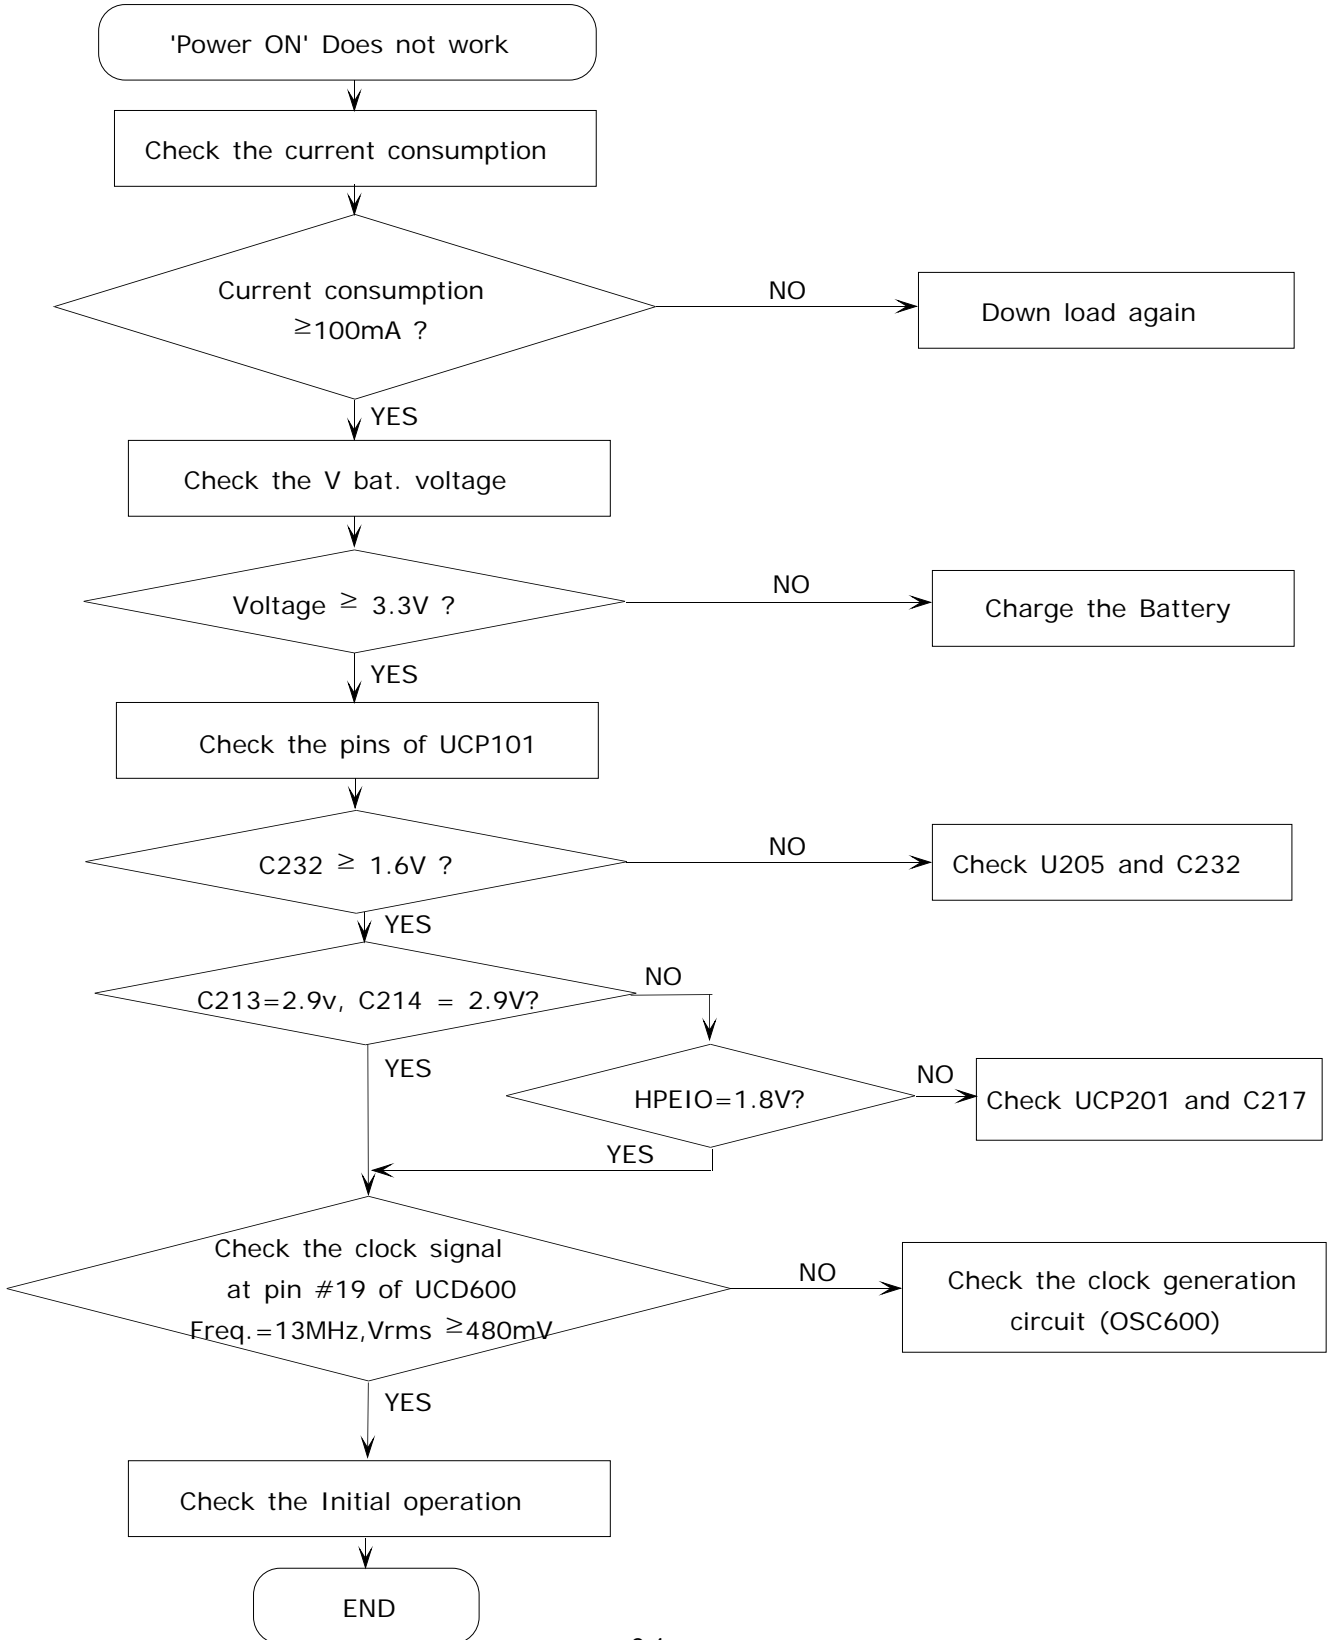 'Power ON' Does not work
Check the current consumption
Current consumption
≥100mA ?
NO
Down load again
YES
Check the V bat. voltage
Voltage ≥ 3.3V ?
NO
Charge the Battery
YES
Check the pins of UCP101
C232 ≥ 1.6V ?
NO
Check U205 and C232
YES
C213=2.9v, C214 = 2.9V?
NO
YES
HPEIO=1.8V?
NO
Check UCP201 and C217
YES
Check the clock signal
at pin #19 of UCD600
Freq.=13MHz,Vrms ≥480mV
NO
Check the clock generation
circuit (OSC600)
YES
Check the Initial operation
END